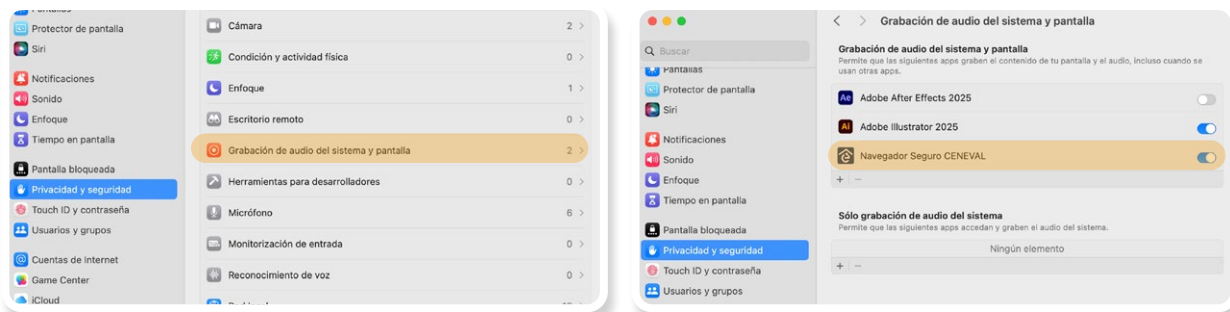 Pantallas
Protector de pantalla
Siri
Notificaciones
Sonido
Enfoque
Tiempo en pantalla
Pantalla bloqueada
Privacidad y seguridad
Touch ID y contraseña
Usuarios y grupos
Cuentas de Internet
Game Center
iCloud
Cámara 2
Condición y actividad física 0
Enfoque 1
Escritorio remoto 0
Grabación de audio del sistema y pantalla 2
Herramientas para desarrolladores 0
Micrófono 6
Monitorización de entrada 0
Reconocimiento de voz 0
Buscar
Pantallas
Protector de pantalla
Siri
Notificaciones
Sonido
Enfoque
Tiempo en pantalla
Pantalla bloqueada
Privacidad y seguridad
Touch ID y contraseña
Usuarios y grupos
Grabación de audio del sistema y pantalla
Grabación de audio del sistema y pantalla
Permite que las siguientes apps graben el contenido de tu pantalla y el audio, incluso cuando se
usan otras apps.
Ae Adobe After Effects 2025
Ai Adobe Illustrator 2025
Navegador Seguro CENEVAL
Sólo grabación de audio del sistema
Permite que las siguientes apps accedan y graben el audio del sistema.
Ningún elemento